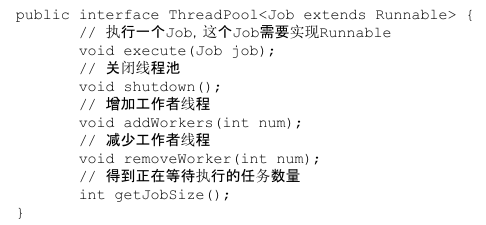 public interface ThreadPool<Job extends Runnable> {
// 执行一个Job，这个Job需要实现Runnable
void execute(Job job);
// 关闭线程池
void shutdown();
// 增加工作者线程
void addWorkers(int num);
// 减少工作者线程
void removeWorker(int num);
// 得到正在等待执行的任务数量
int getJobSize();
}